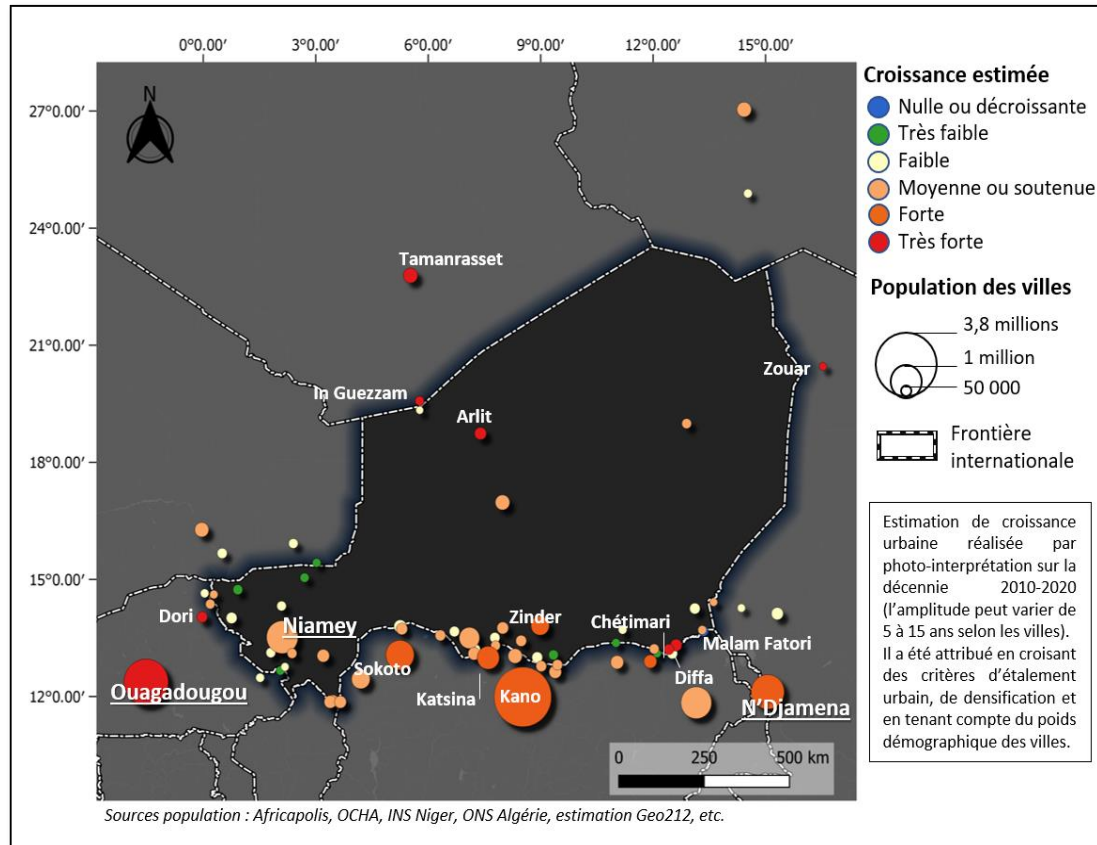 0°0.00′ 3°0.00′ 6°0.00′ 9°0.00′ 12°0.00′ 15°0.00′
27°0.00′
24°0.00′
21°0.00′
18°0.00′
15°0.00′
12°0.00′
N
Tamanrasset
In Guezzam
Arlit
Zouar
Dori
Niamey
Ouagadougou
Sokoto
Katsina
Zinder
Kano
Chétimari
Malam Fatori
Diffa
N’Djamena
0 250 500 km
Croissance estimée
Nulle ou décroissante
Très faible
Faible
Moyenne ou soutenue
Forte
Très forte
Population des villes
3,8 millions
1 million
50 000
Frontière
internationale
Estimation de croissance
urbaine réalisée par
photo-interprétation sur la
décennie 2010-2020
(l’amplitude peut varier de
5 à 15 ans selon les villes).
Il a été attribué en croisant
des critères d’étalement
urbain, de densification et
en tenant compte du poids
démographique des villes.
Sources population : Africapolis, OCHA, INS Niger, ONS Algérie, estimation Geo212, etc.